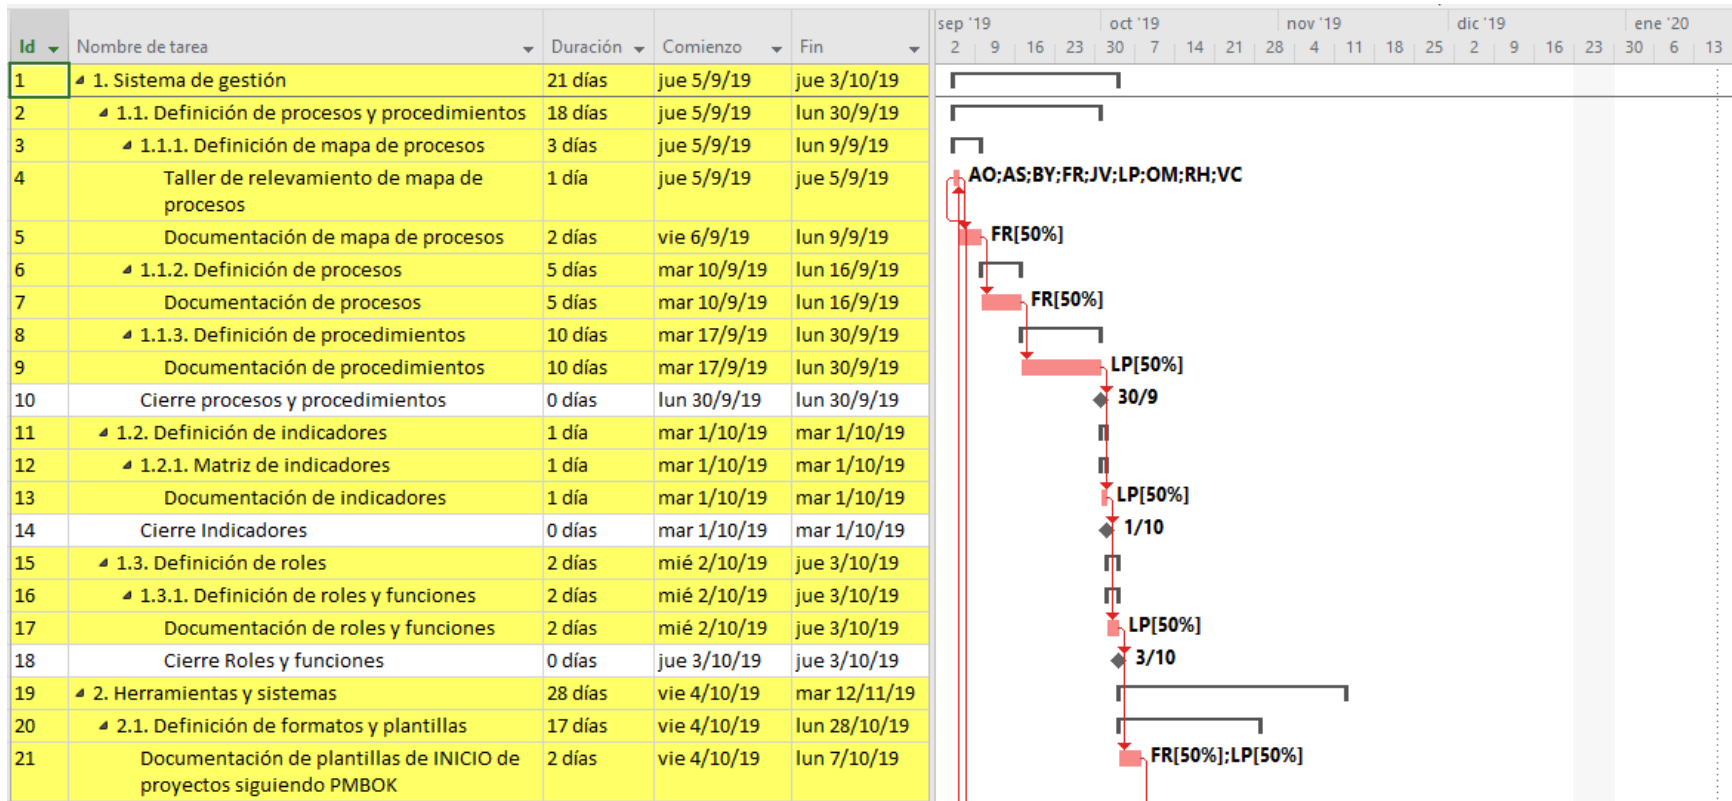 sep '19 oct '19 nov '19 dic '19 ene '20
Id Nombre de tarea Duración Comienzo Fin 2 9 16 23 30 7 14 21 28 4 11 18 25 2 9 16 23 30 6 13
1 1. Sistema de gestión 21 días jue 5/9/19 jue 3/10/19
2 1.1. Definición de procesos y procedimientos 18 días jue 5/9/19 lun 30/9/19
3 1.1.1. Definición de mapa de procesos 3 días jue 5/9/19 lun 9/9/19
4 Taller de relevamiento de mapa de 1 día jue 5/9/19 jue 5/9/19 AO;AS;BY;FR;JV;LP;OM;RH;VC
procesos
5 Documentación de mapa de procesos 2 días vie 6/9/19 lun 9/9/19 FR[50%]
6 1.1.2. Definición de procesos 5 días mar 10/9/19 lun 16/9/19
7 Documentación de procesos 5 días mar 10/9/19 lun 16/9/19 FR[50%]
8 1.1.3. Definición de procedimientos 10 días mar 17/9/19 lun 30/9/19
9 Documentación de procedimientos 10 días mar 17/9/19 lun 30/9/19 LP[50%]
10 Cierre procesos y procedimientos 0 días lun 30/9/19 lun 30/9/19 30/9
11 1.2. Definición de indicadores 1 día mar 1/10/19 mar 1/10/19
12 1.2.1. Matriz de indicadores 1 día mar 1/10/19 mar 1/10/19
13 Documentación de indicadores 1 día mar 1/10/19 mar 1/10/19 LP[50%]
14 Cierre Indicadores 0 días mar 1/10/19 mar 1/10/19 1/10
15 1.3. Definición de roles 2 días mié 2/10/19 jue 3/10/19
16 1.3.1. Definición de roles y funciones 2 días mié 2/10/19 jue 3/10/19
17 Documentación de roles y funciones 2 días mié 2/10/19 jue 3/10/19 LP[50%]
18 Cierre Roles y funciones 0 días jue 3/10/19 jue 3/10/19 3/10
19 2. Herramientas y sistemas 28 días vie 4/10/19 mar 12/11/19
20 2.1. Definición de formatos y plantillas 17 días vie 4/10/19 lun 28/10/19
21 Documentación de plantillas de INICIO de 2 días vie 4/10/19 lun 7/10/19 FR[50%];LP[50%]
proyectos siguiendo PMBOK